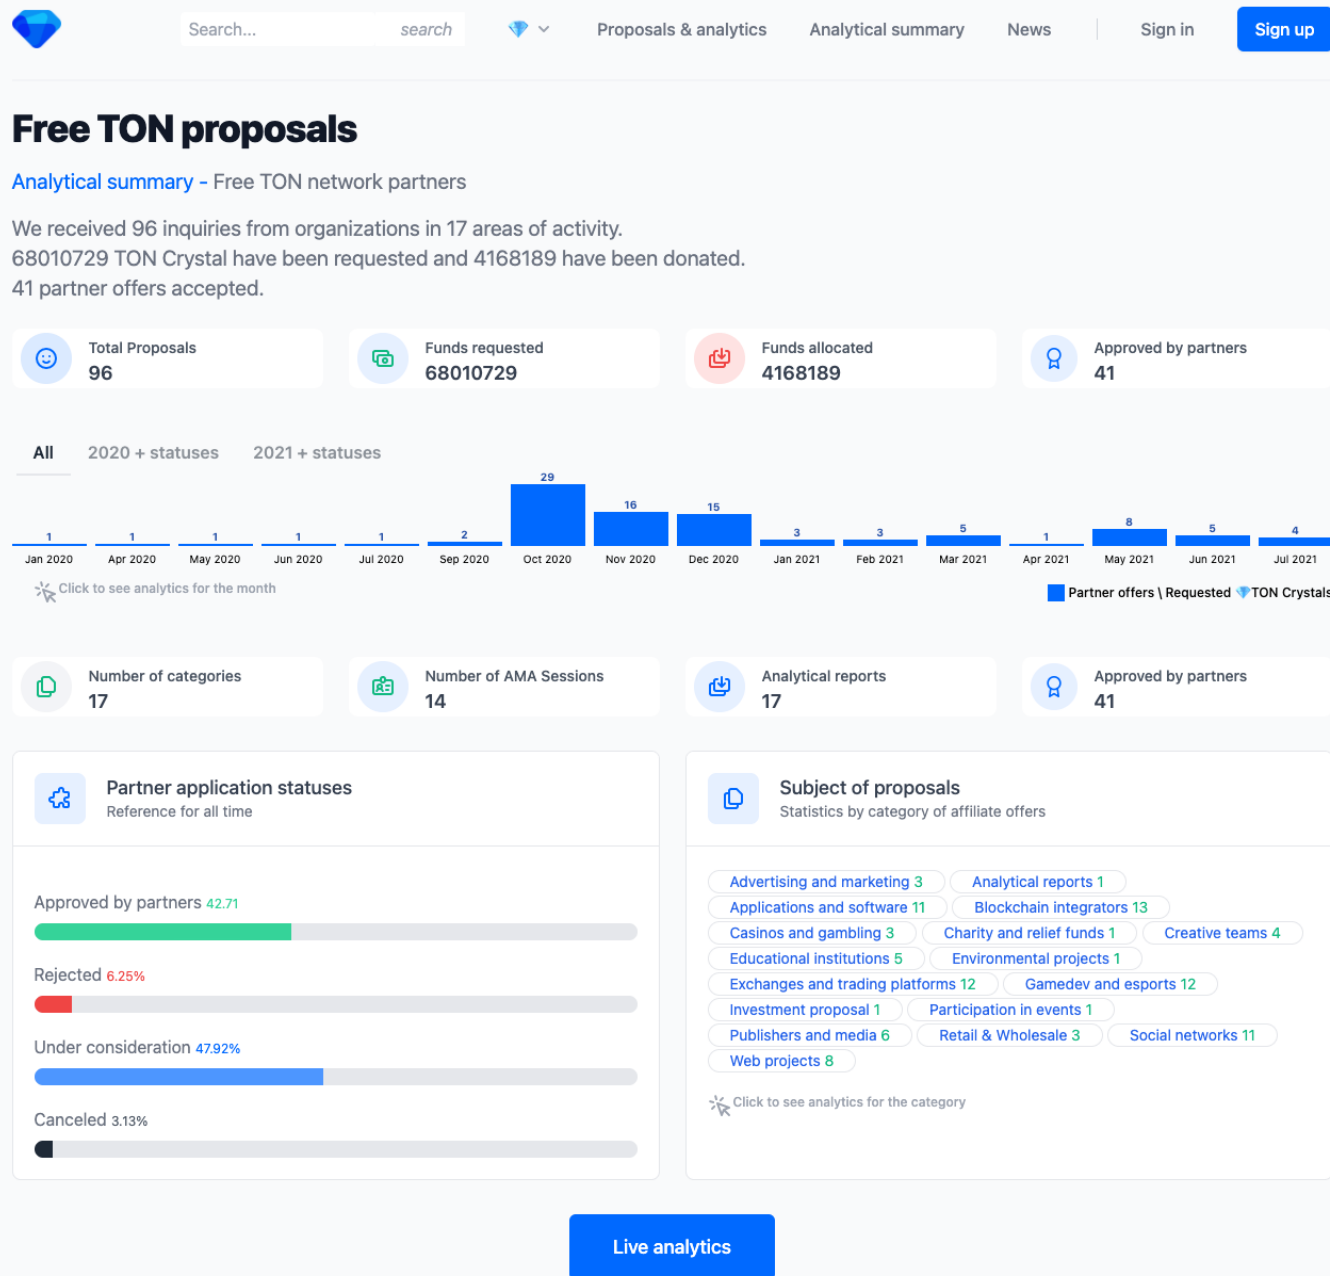 Search... search Proposals & analytics Analytical summary News Sign in Sign up
Free TON proposals
Analytical summary - Free TON network partners
We received 96 inquiries from organizations in 17 areas of activity.
68010729 TON Crystal have been requested and 4168189 have been donated.
41 partner offers accepted.
Total Proposals Funds requested Funds allocated Approved by partners
96 68010729 4168189 41
All 2020 + statuses 2021 + statuses
1 1 1 1 1 2 29 16 15 3 3 5 1 8 5 4
Jan 2020 Apr 2020 May 2020 Jun 2020 Jul 2020 Sep 2020 Oct 2020 Nov 2020 Dec 2020 Jan 2021 Feb 2021 Mar 2021 Apr 2021 May 2021 Jun 2021 Jul 2021
Click to see analytics for the month
Partner offers \ Requested 💎TON Crystals
Number of categories Number of AMA Sessions Analytical reports Approved by partners
17 14 17 41
Partner application statuses
Reference for all time
Approved by partners 42.71
Rejected 6.25%
Under consideration 47.92%
Canceled 3.13%
Subject of proposals
Statistics by category of affiliate offers
Advertising and marketing 3 Analytical reports 1
Applications and software 11 Blockchain integrators 13
Casinos and gambling 3 Charity and relief funds 1 Creative teams 4
Educational institutions 5 Environmental projects 1
Exchanges and trading platforms 12 Gamedev and esports 12
Investment proposal 1 Participation in events 1
Publishers and media 6 Retail & Wholesale 3 Social networks 11
Web projects 8
Click to see analytics for the category
Live analytics